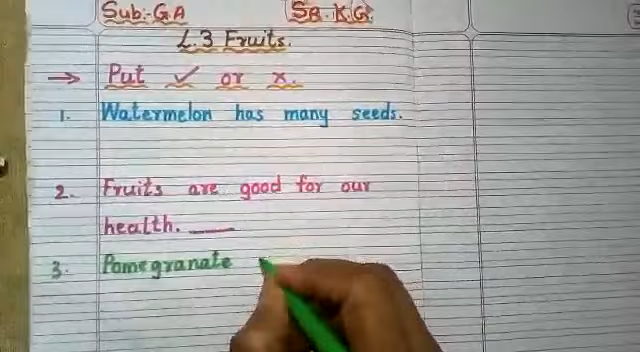 Sub:-G.A
Sr. K.G.
L.3 Fruits.
→ Put ✓ or x.
1. Watermelon has many seeds.
2. Fruits are good for our
health. ____
3. Pomegranate